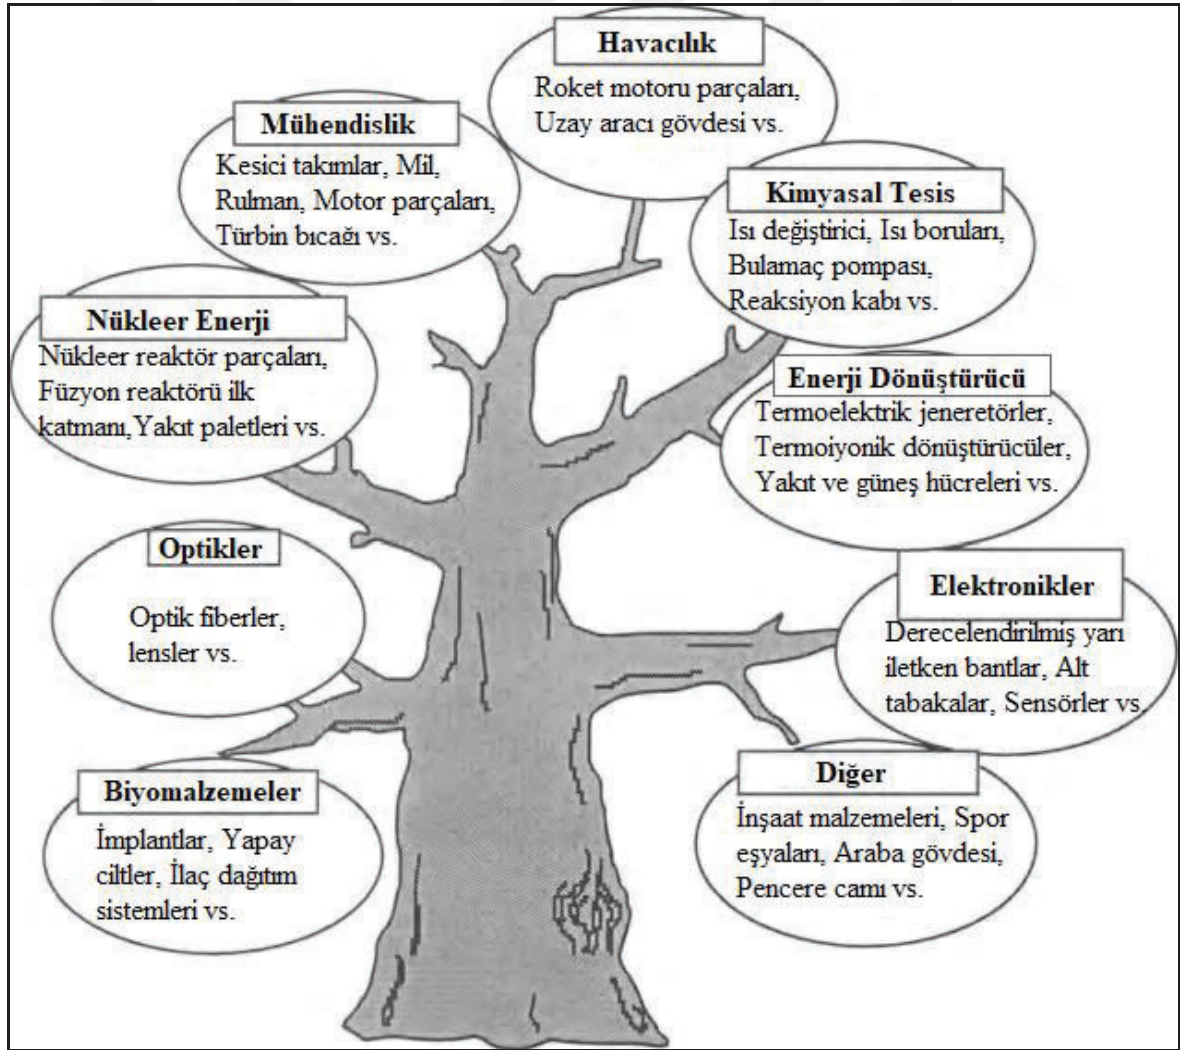 Havacılık
Roket motoru parçaları,
Uzay aracı gövdesi vs.
Mühendislik
Kesici takımlar, Mil,
Rulman, Motor parçaları,
Türbin bıcağı vs.
Kimyasal Tesis
Isı değiştirici, Isı boruları,
Bulamaç pompası,
Reaksiyon kabı vs.
Nükleer Enerji
Nükleer reaktör parçaları,
Füzyon reaktörü ilk
katmanı,Yakıt paletleri vs.
Enerji Dönüştürücü
Termoelektrik jeneretörler,
Termoiyonik dönüştürücüler,
Yakıt ve güneş hücreleri vs.
Optikler
Optik fiberler,
lensler vs.
Elektronikler
Derecelendirilmiş yarı
iletken bantlar, Alt
tabakalar, Sensörler vs
Biyomalzemeler
İmplantlar, Yapay
ciltler, İlaç dağıtım
sistemleri vs.
Diğer
İnşaat malzemeleri, Spor
eşyaları, Araba gövdesi,
Pencere camı vs.